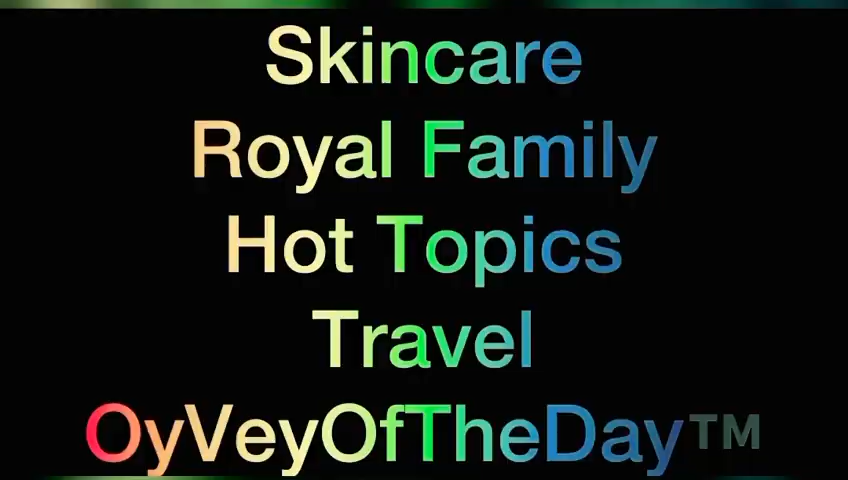 Skincare
Royal Family
Hot Topics
Travel
OyVeyOfTheDay™